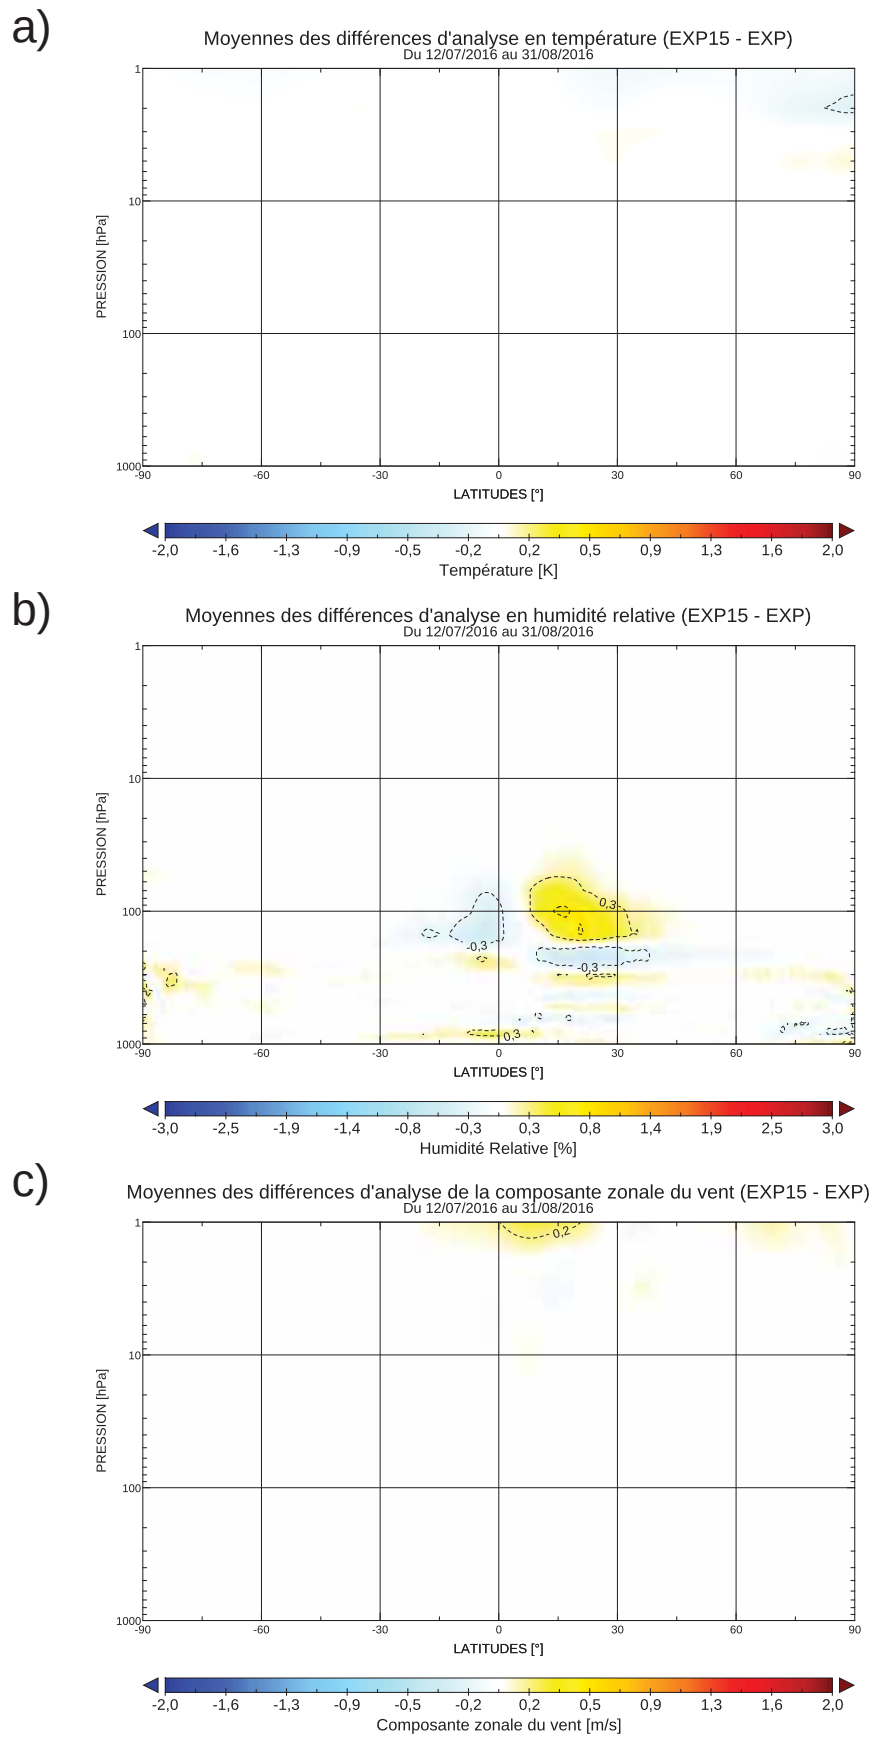 a)
Moyennes des différences d'analyse en température (EXP15 - EXP)
Du 12/07/2016 au 31/08/2016
1
10
100
1000
PRESSION [hPa]
-90 -60 -30 0 30 60 90
LATITUDES [°]
-2,0 -1,6 -1,3 -0,9 -0,5 -0,2 0,2 0,5 0,9 1,3 1,6 2,0
Température [K]
b)
Moyennes des différences d'analyse en humidité relative (EXP15 - EXP)
Du 12/07/2016 au 31/08/2016
1
10
100
1000
PRESSION [hPa]
0,3
-0,3
-0,3
0,3
-90 -60 -30 0 30 60 90
LATITUDES [°]
-3,0 -2,5 -1,9 -1,4 -0,8 -0,3 0,3 0,8 1,4 1,9 2,5 3,0
Humidité Relative [%]
c)
Moyennes des différences d'analyse de la composante zonale du vent (EXP15 - EXP)
Du 12/07/2016 au 31/08/2016
1
10
100
1000
PRESSION [hPa]
0,2
-90 -60 -30 0 30 60 90
LATITUDES [°]
-2,0 -1,6 -1,3 -0,9 -0,5 -0,2 0,2 0,5 0,9 1,3 1,6 2,0
Composante zonale du vent [m/s]